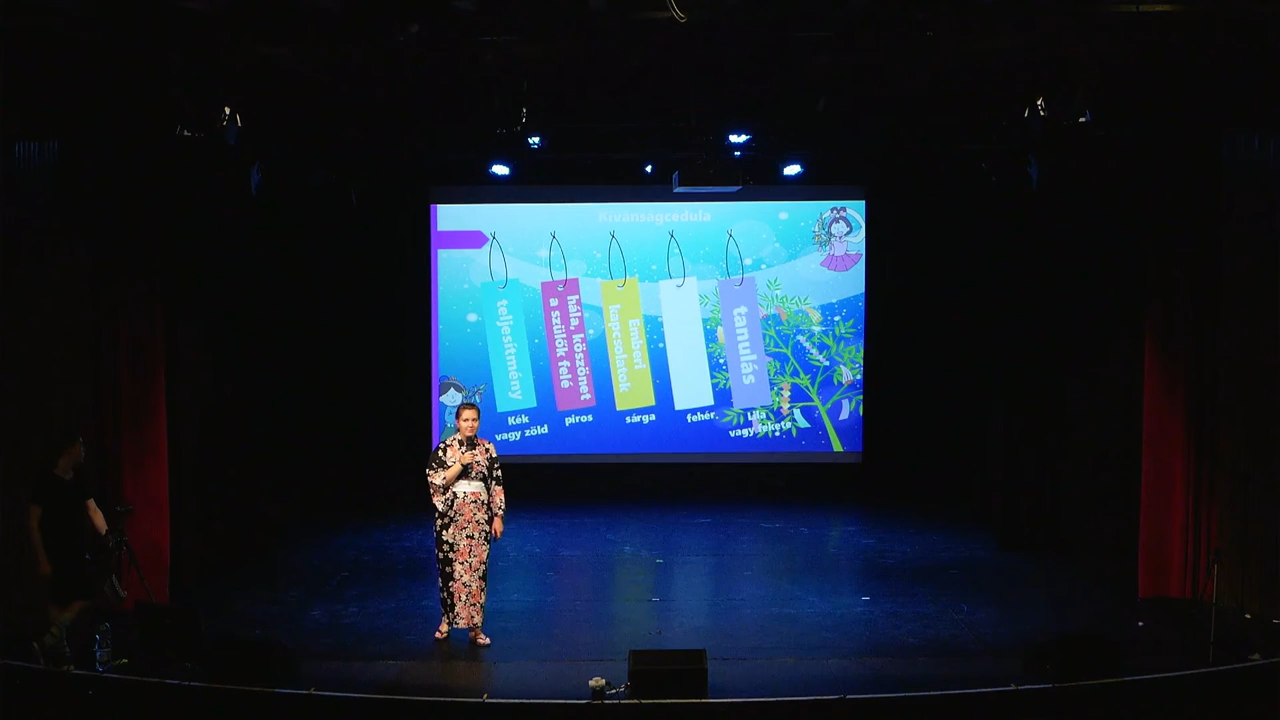 Kívánságcédula
teljesítmény
hála, köszönet
a szülők felé
Emberi
kapcsolatok
tanulás
Kék
vagy zöld
piros
sárga
fehér.
Lila
vagy fekete